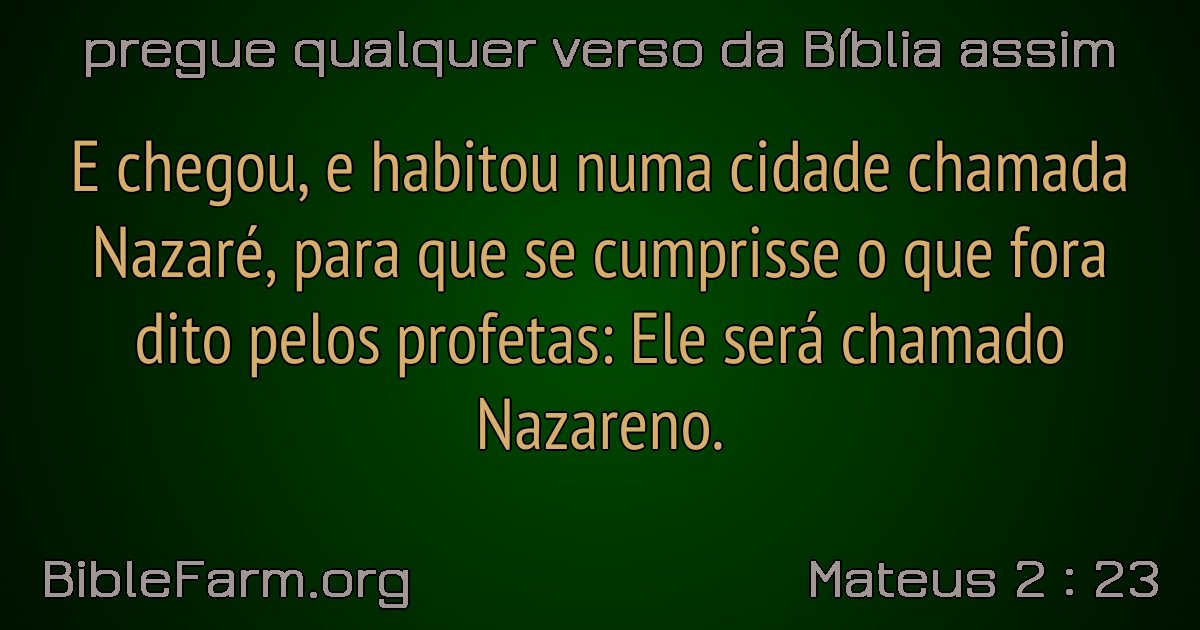 pregue qualquer verso da Bíblia assim
E chegou, e habitou numa cidade chamada
Nazaré, para que se cumprisse o que fora
dito pelos profetas: Ele será chamado
Nazareno.
BibleFarm.org
Mateus 2 : 23